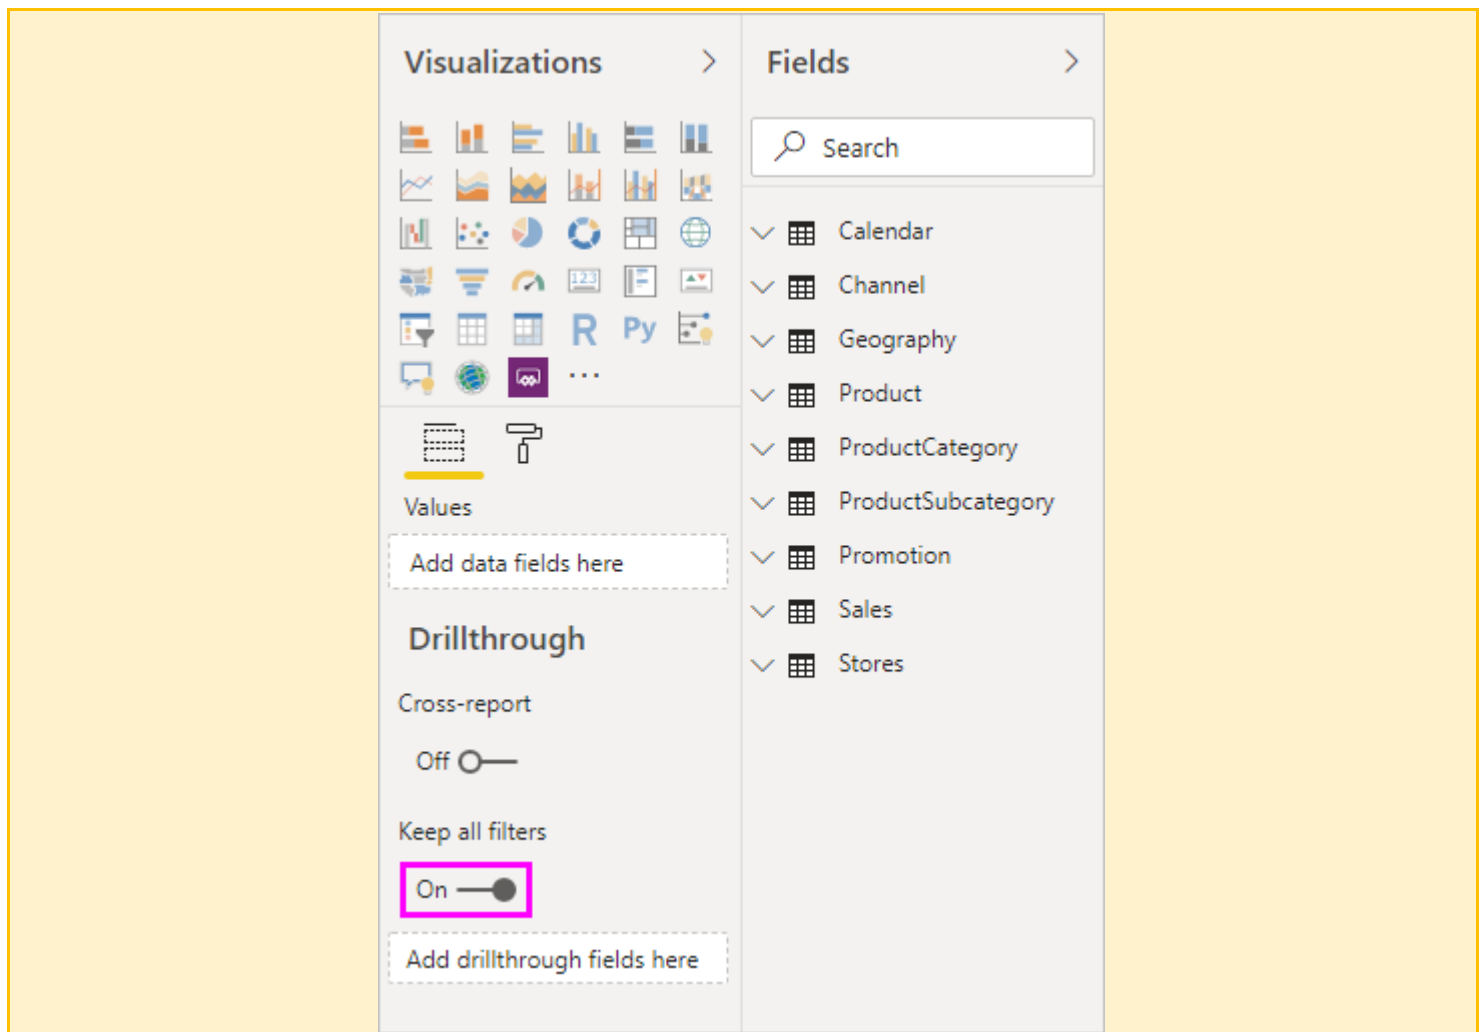 Visualizations
123
R Py
...
Values
Add data fields here
Drillthrough
Cross-report
Off
Keep all filters
On
Add drillthrough fields here
Fields
Search
Calendar
Channel
Geography
Product
ProductCategory
ProductSubcategory
Promotion
Sales
Stores